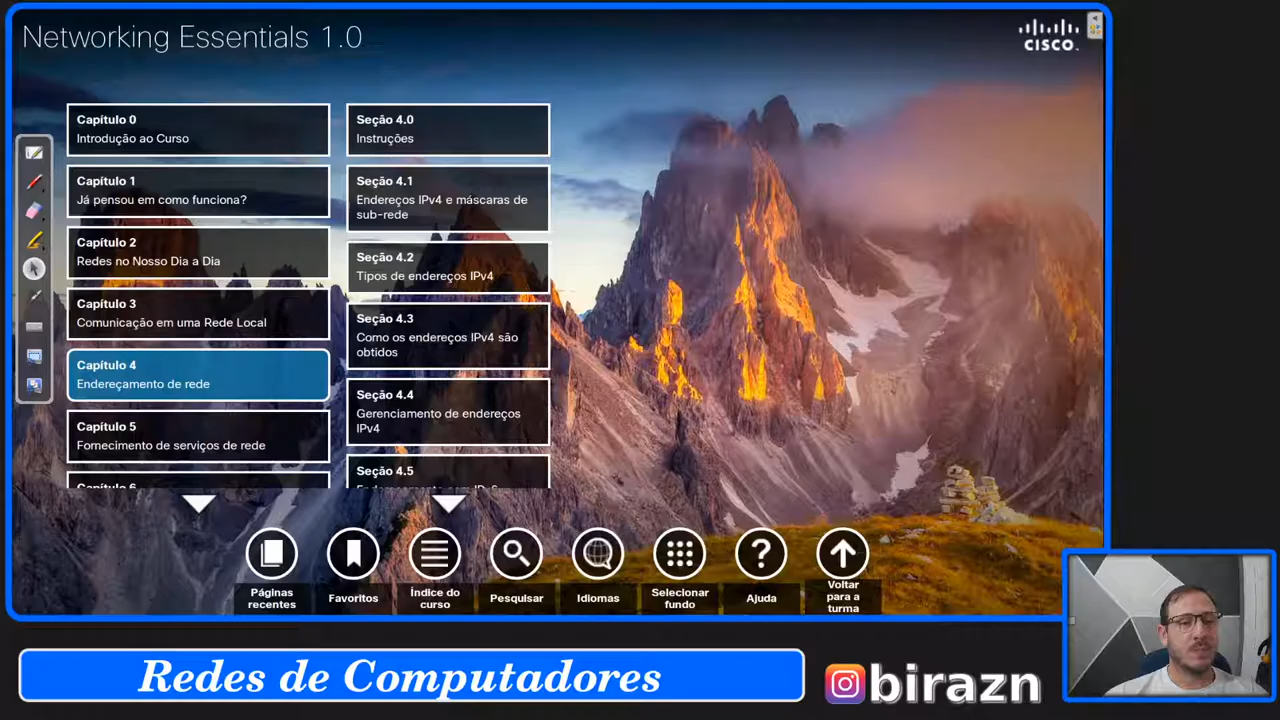 Networking Essentials 1.0
CISCO
Capítulo 0
Introdução ao Curso
Capítulo 1
Já pensou em como funciona?
Capítulo 2
Redes no Nosso Dia a Dia
Capítulo 3
Comunicação em uma Rede Local
Capítulo 4
Endereçamento de rede
Capítulo 5
Fornecimento de serviços de rede
Capítulo 6
Seção 4.0
Instruções
Seção 4.1
Endereços IPv4 e máscaras de
sub-rede
Seção 4.2
Tipos de endereços IPv4
Seção 4.3
Como os endereços IPv4 são
obtidos
Seção 4.4
Gerenciamento de endereços
IPv4
Seção 4.5
Páginas
recentes
Favoritos
Índice do
curso
Pesquisar
Idiomas
Selecionar
fundo
Ajuda
Voltar
para a
turma
Redes de Computadores
birazn